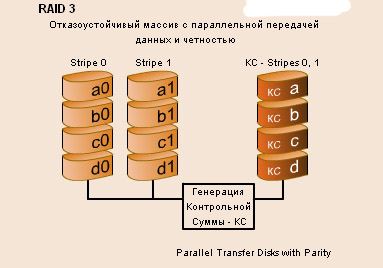 RAID 3
Отказоустойчивый массив с параллельной передачей
данных и четностью
Stripe 0 Stripe 1 КС - Stripes 0, 1
a0 a1 КС a
b0 b1 КС b
c0 c1 КС c
d0 d1 КС d
Генерация
Контрольной
Суммы - КС
Parallel Transfer Disks with Parity